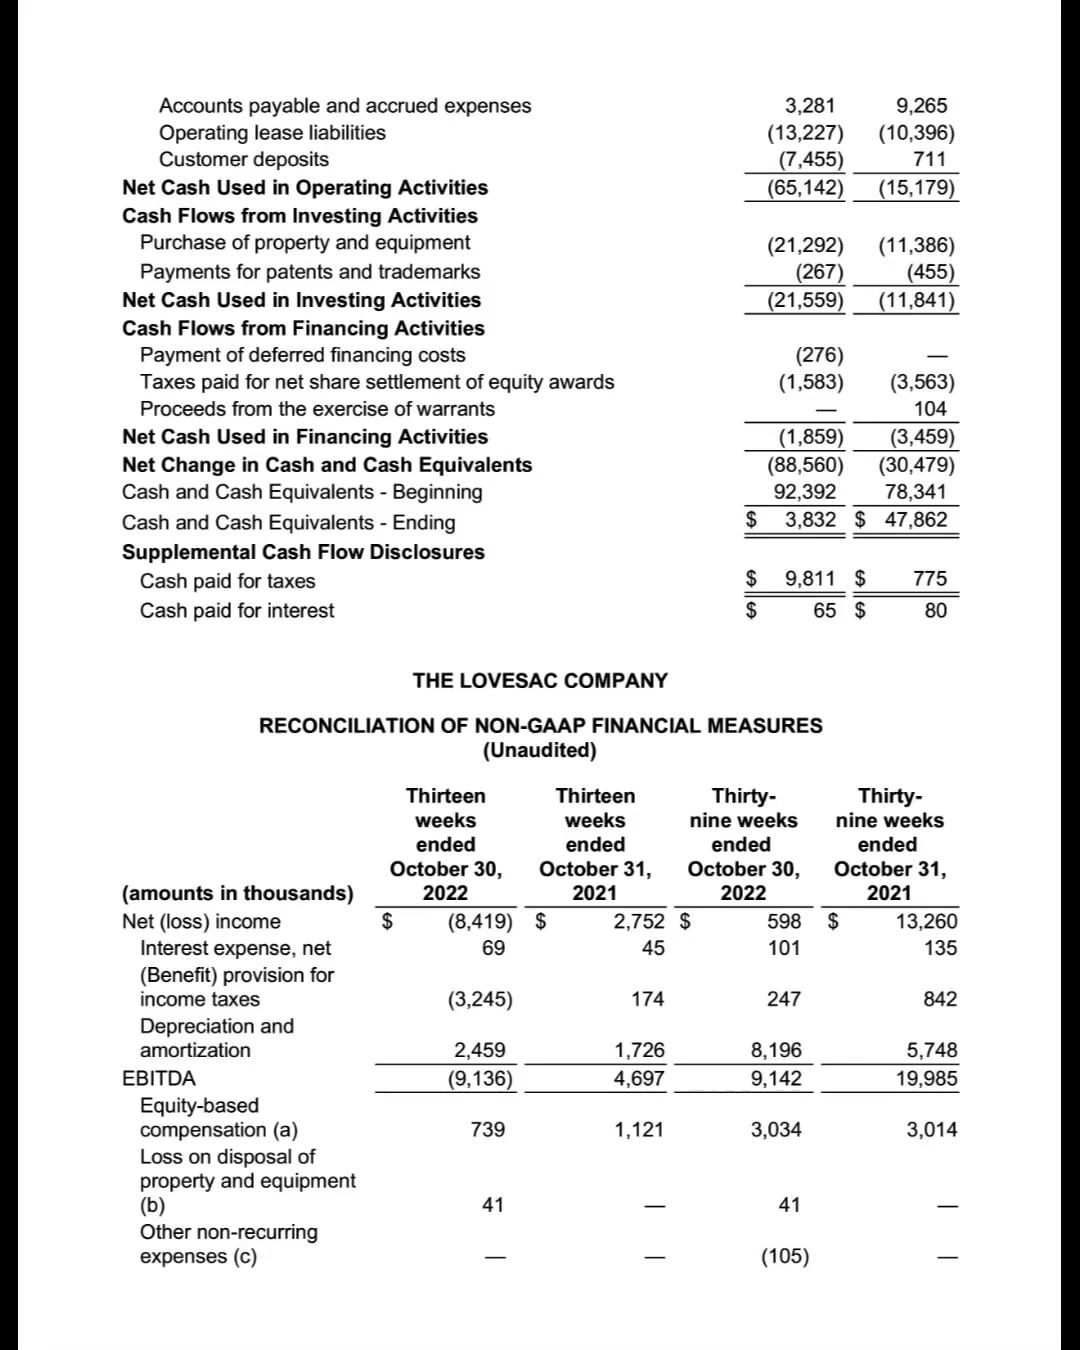 Accounts payable and accrued expenses 3,281 9,265
Operating lease liabilities (13,227) (10,396)
Customer deposits (7,455) 711
Net Cash Used in Operating Activities (65,142) (15,179)
Cash Flows from Investing Activities
Purchase of property and equipment (21,292) (11,386)
Payments for patents and trademarks (267) (455)
Net Cash Used in Investing Activities (21,559) (11,841)
Cash Flows from Financing Activities
Payment of deferred financing costs (276) —
Taxes paid for net share settlement of equity awards (1,583) (3,563)
Proceeds from the exercise of warrants — 104
Net Cash Used in Financing Activities (1,859) (3,459)
Net Change in Cash and Cash Equivalents (88,560) (30,479)
Cash and Cash Equivalents - Beginning 92,392 78,341
Cash and Cash Equivalents - Ending $ 3,832 $ 47,862
Supplemental Cash Flow Disclosures
Cash paid for taxes $ 9,811 $ 775
Cash paid for interest $ 65 $ 80
THE LOVESAC COMPANY
RECONCILIATION OF NON-GAAP FINANCIAL MEASURES
(Unaudited)
Thirteen Thirteen Thirty- Thirty-
weeks weeks nine weeks nine weeks
ended ended ended ended
October 30, October 31, October 30, October 31,
(amounts in thousands) 2022 2021 2022 2021
Net (loss) income $ (8,419) $ 2,752 $ 598 $ 13,260
Interest expense, net 69 45 101 135
(Benefit) provision for
income taxes (3,245) 174 247 842
Depreciation and
amortization 2,459 1,726 8,196 5,748
EBITDA (9,136) 4,697 9,142 19,985
Equity-based
compensation (a) 739 1,121 3,034 3,014
Loss on disposal of
property and equipment
(b) 41 — 41 —
Other non-recurring
expenses (c) — — (105) —